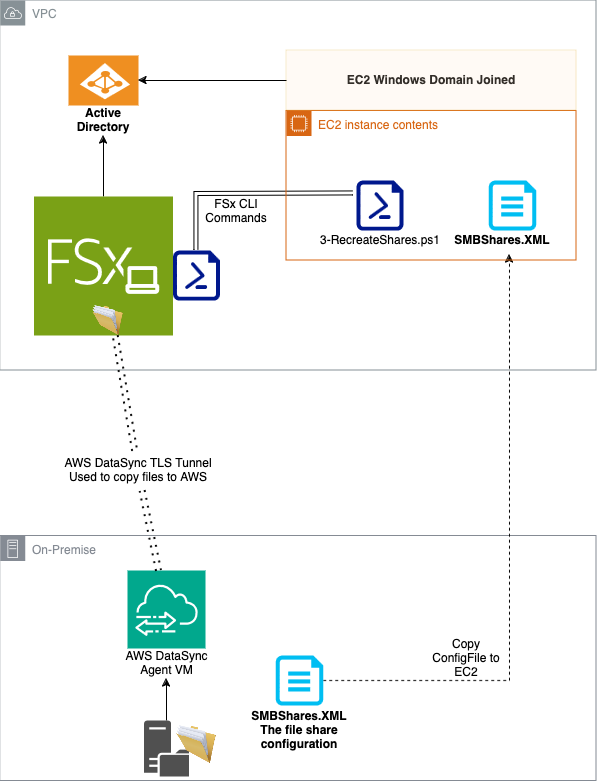 VPC
Active
Directory
EC2 Windows Domain Joined
EC2 instance contents
FSx CLI
Commands
3-RecreateShares.ps1
SMBShares.XML
FSx
AWS DataSync TLS Tunnel
Used to copy files to AWS
On-Premise
AWS DataSync
Agent VM
Copy
ConfigFile to
EC2
SMBShares.XML
The file share
configuration